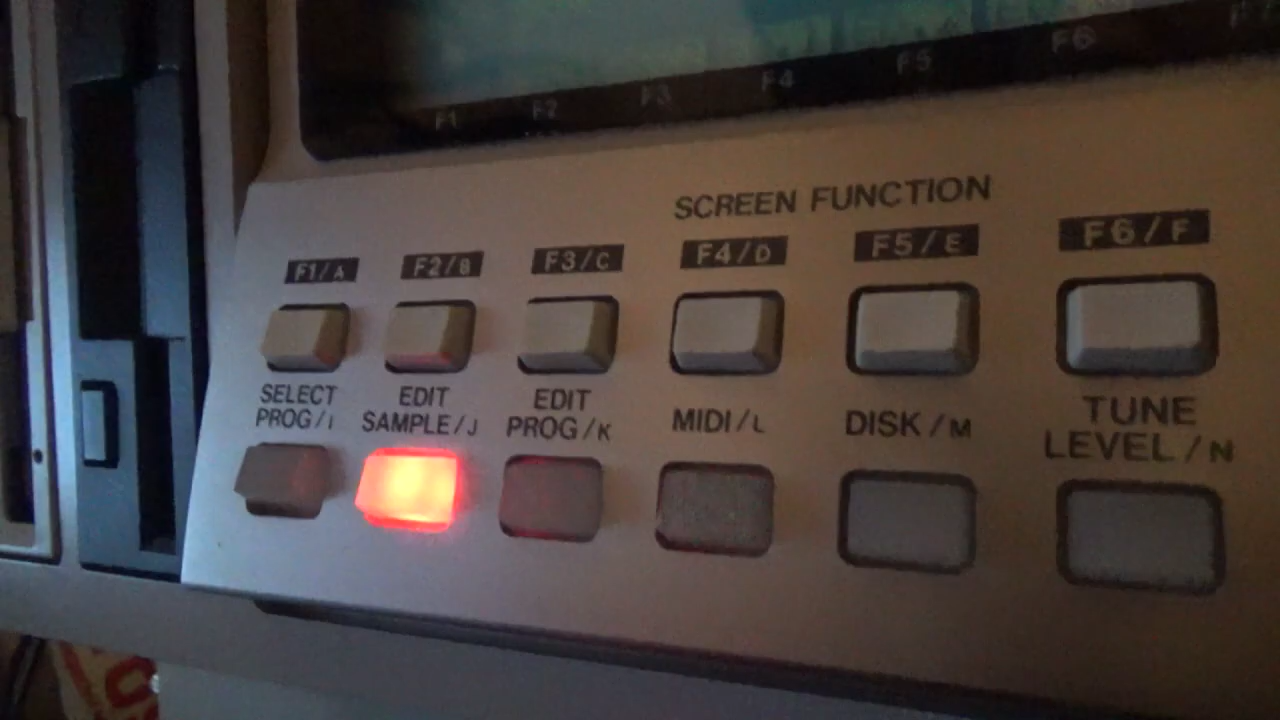 F1 F2 F3 F4 F5 F6
SCREEN FUNCTION
F1/A F2/B F3/C F4/D F5/E F6/F
SELECT PROG/I
EDIT SAMPLE/J
EDIT PROG/K
MIDI/L
DISK/M
TUNE LEVEL/N